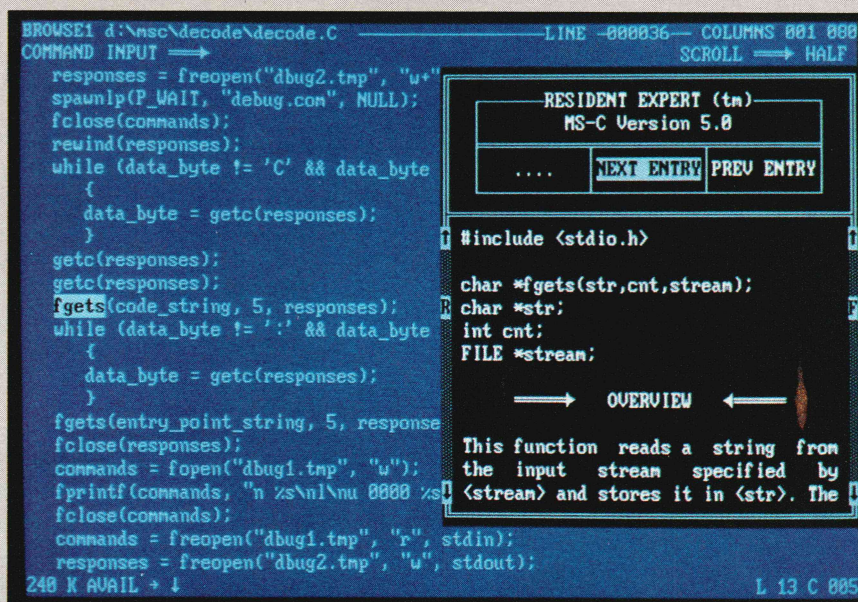 BROWSE1 d:\msc\decode\decode.C LINE -000036— COLUMNS 001 080
COMMAND INPUT ══> SCROLL ══> HALF
responses = freopen("dbug2.tmp", "w+"
spawnlp(P_WAIT, "debug.com", NULL);
fclose(commands);
rewind(responses);
while (data_byte != 'C' && data_byte
{
data_byte = getc(responses);
}
getc(responses);
getc(responses);
fgets(code_string, 5, responses);
while (data_byte != ':' && data_byte
{
data_byte = getc(responses);
}
fgets(entry_point_string, 5, response
fclose(responses);
commands = fopen("dbug1.tmp", "w");
fprintf(commands, "n %s\nl\nu 0000 %s
fclose(commands);
commands = freopen("dbug1.tmp", "r", stdin);
responses = freopen("dbug2.tmp", "w", stdout);
240 K AVAIL → ↓ L 13 C 005
RESIDENT EXPERT (tm)
MS-C Version 5.0
.... NEXT ENTRY PREV ENTRY
#include <stdio.h>
char *fgets(str,cnt,stream);
char *str;
int cnt;
FILE *stream;
OVERVIEW
This function reads a string from
the input stream specified by
<stream> and stores it in <str>. The